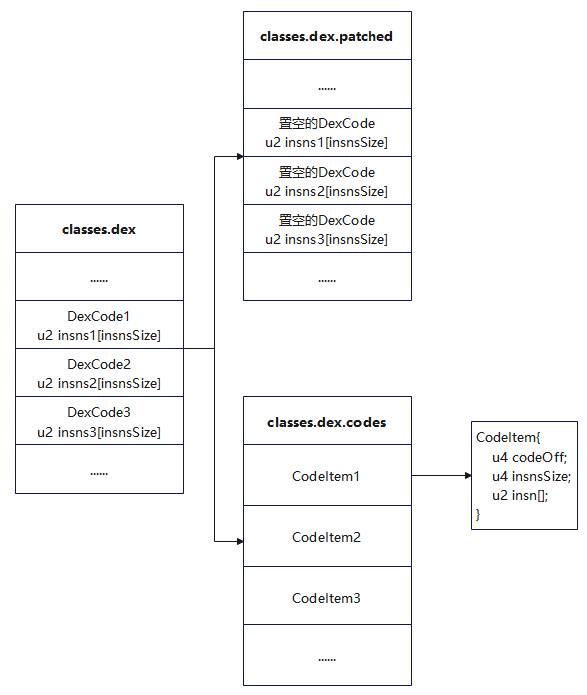 classes.dex.patched
......
置空的DexCode
u2 insns1[insnsSize]
置空的DexCode
u2 insns2[insnsSize]
置空的DexCode
u2 insns3[insnsSize]
......
classes.dex
......
DexCode1
u2 insns1[insnsSize]
DexCode2
u2 insns2[insnsSize]
DexCode3
u2 insns3[insnsSize]
......
classes.dex.codes
CodeItem1
CodeItem2
CodeItem3
......
CodeItem{
u4 codeOff;
u4 insnsSize;
u2 insn[];
}